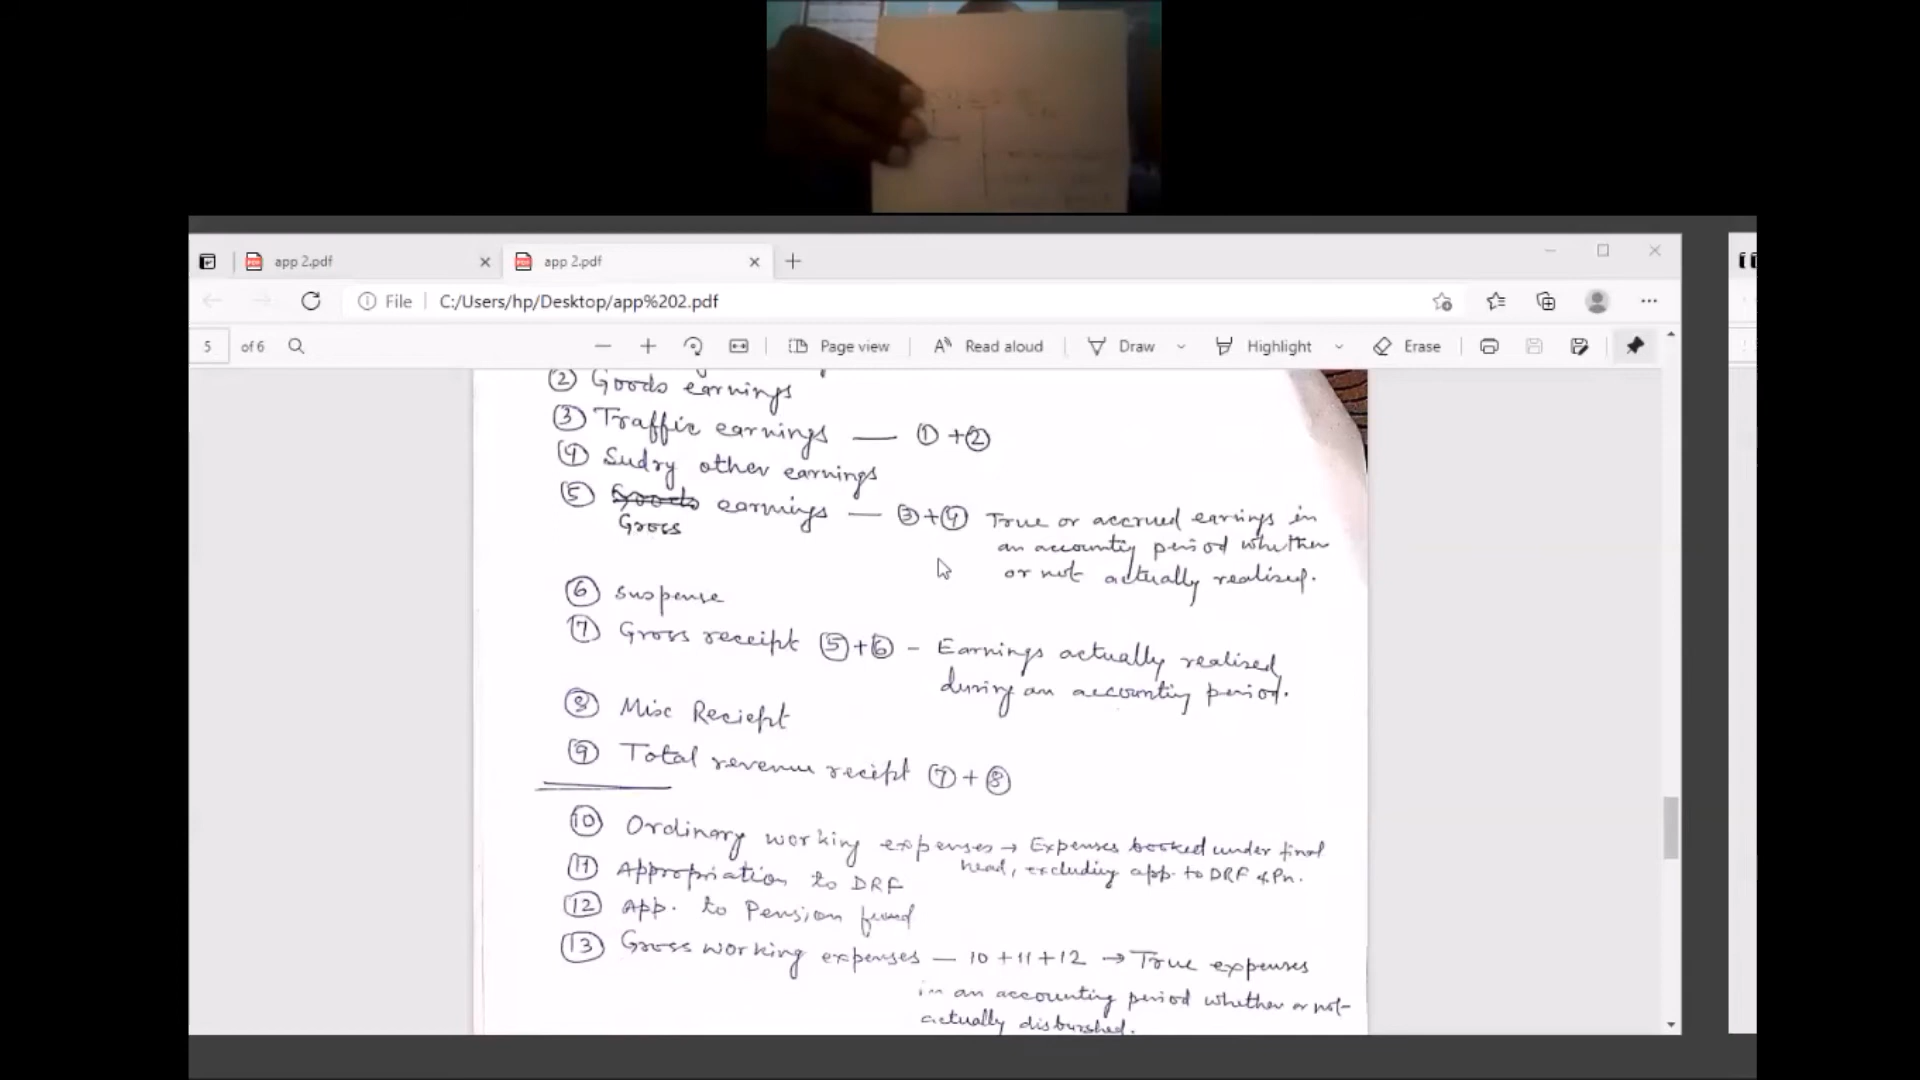 app 2.pdf
app 2.pdf
File C:/Users/hp/Desktop/app%202.pdf
5 of 6 Page view Read aloud Draw Highlight Erase
② Goods earnings
③ Traffic earnings — ① + ②
④ Sudry other earnings
⑤ Goods earnings — ③ + ④ True or accrued earnings in
Gross
an accounting period whether
or not actually realised.
⑥ suspense
⑦ Gross receipt ⑤ + ⑥ - Earnings actually realised
during an accounting period.
⑧ Misc Reciept
⑨ Total revenue reciept ⑦ + ⑧
⑩ Ordinary working expenses → Expenses booked under final
head, excluding app. to DRF & Pn.
⑪ Appropriation to DRF
⑫ App. to Pension fund
⑬ Gross working expenses — 10 + 11 + 12 → True expenses
in an accounting period whether or not
actually disburshed.